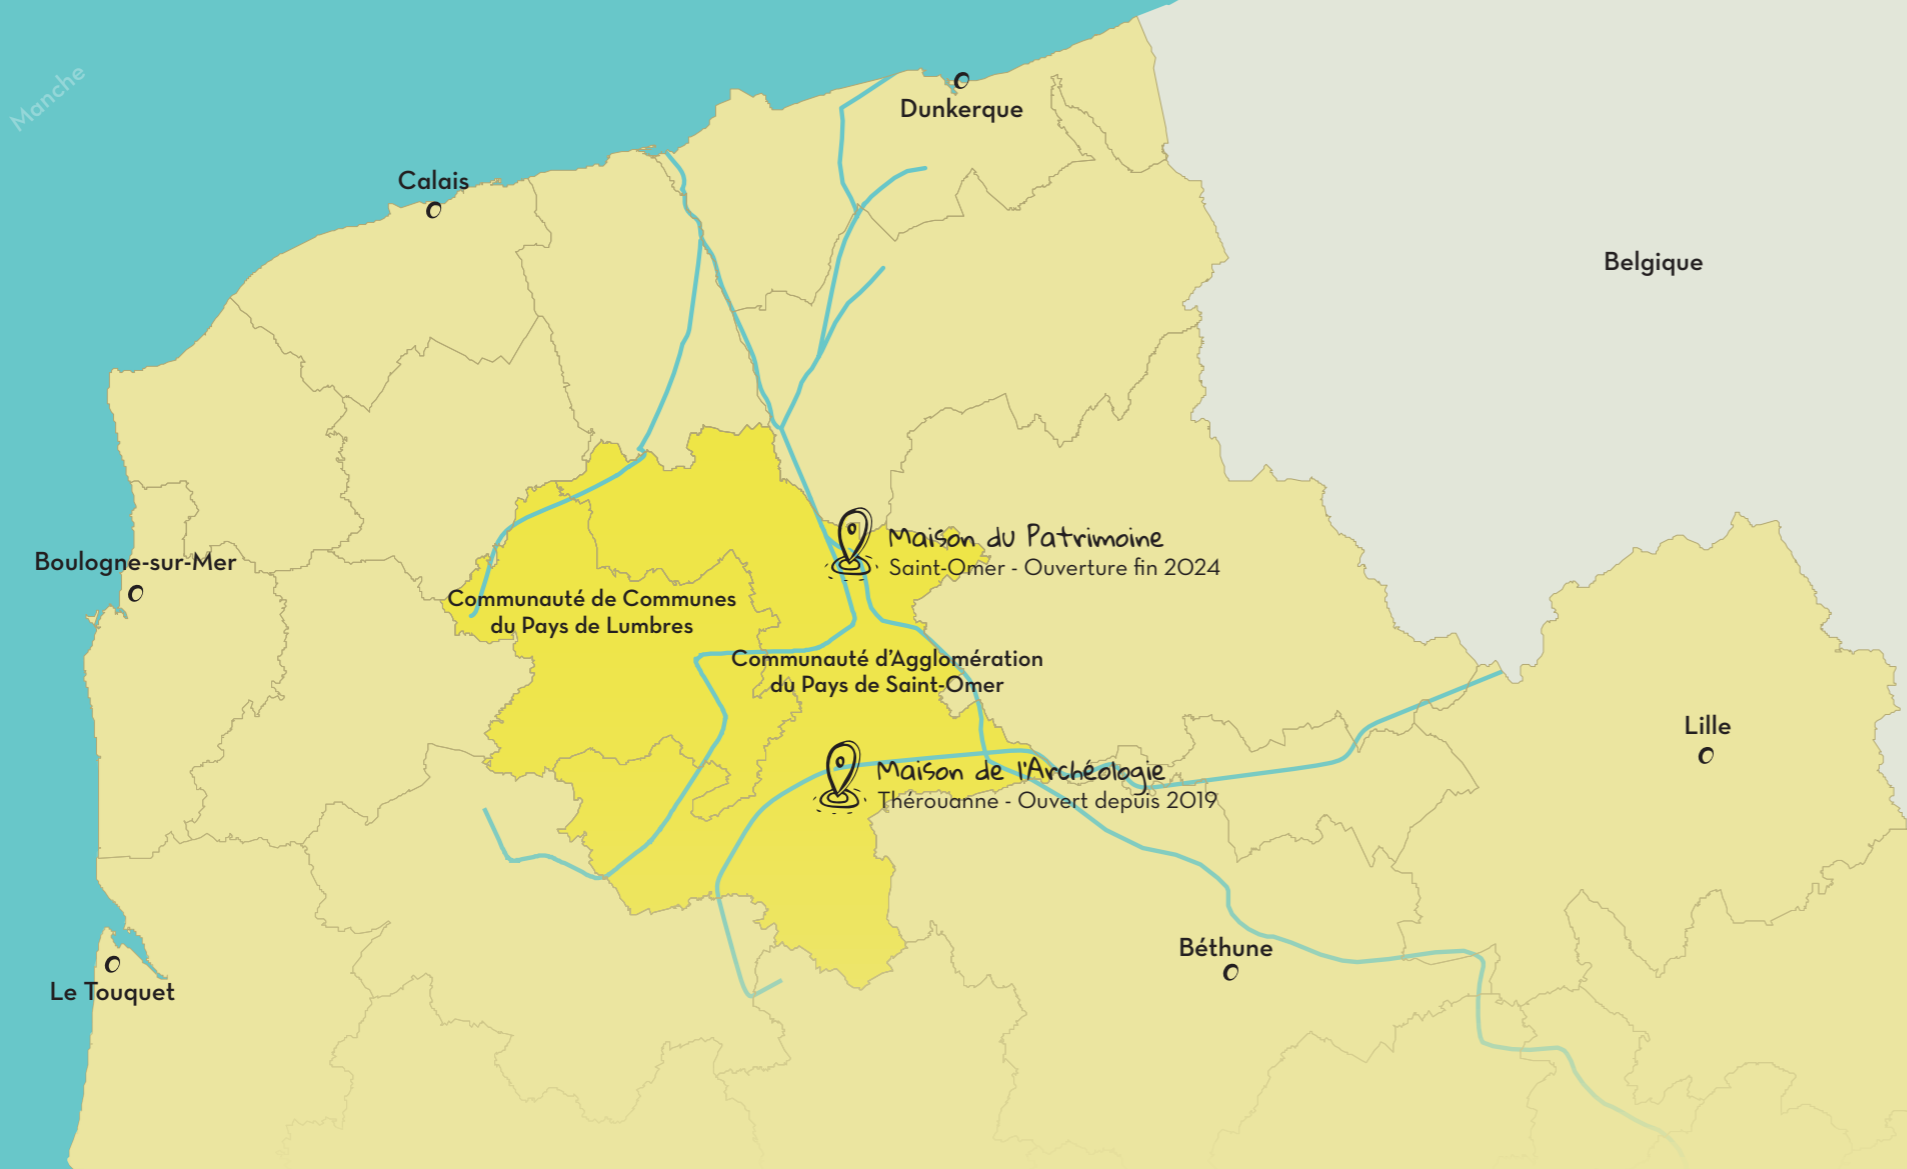 Manche
Dunkerque
Calais
Belgique
Maison du Patrimoine
Saint-Omer - Ouverture fin 2024
Boulogne-sur-Mer
Communauté de Communes
du Pays de Lumbres
Communauté d'Agglomération
du Pays de Saint-Omer
Lille
Maison de l'Archéologie
Thérouanne - Ouvert depuis 2019
Béthune
Le Touquet